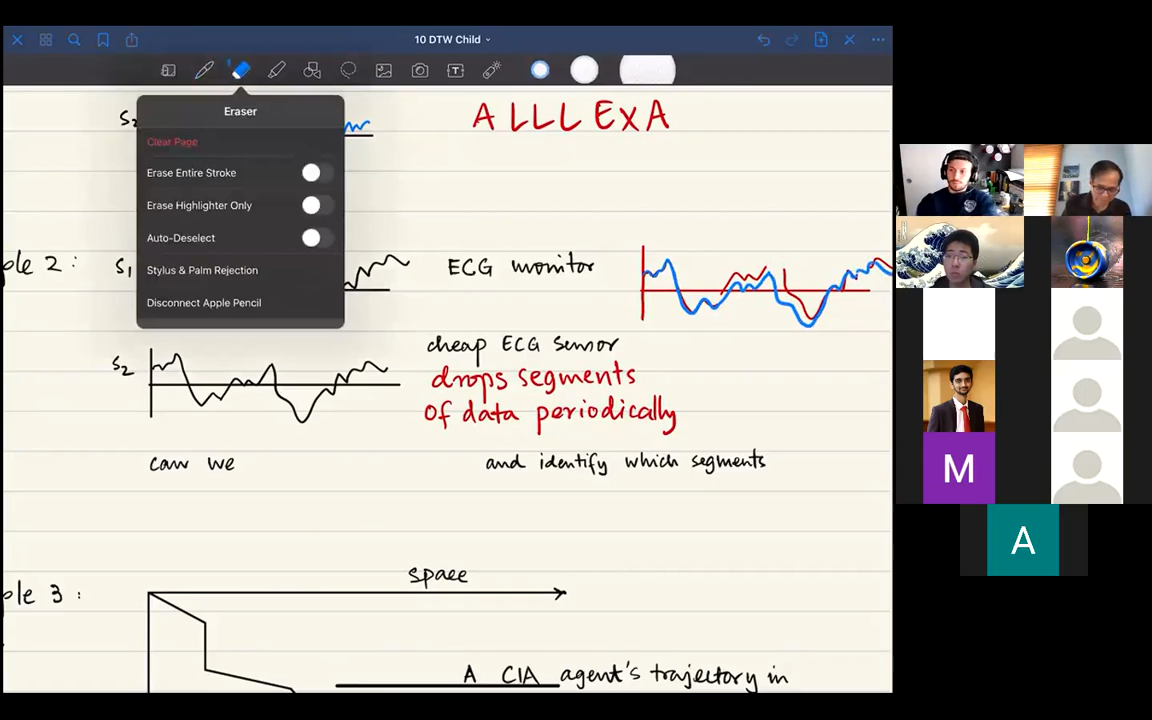 10 DTW Child
Eraser
Clear Page
Erase Entire Stroke
Erase Highlighter Only
Auto-Deselect
Stylus & Palm Rejection
Disconnect Apple Pencil
S2
A LLL EXA
ple 2 :
S1
ECG monitor
S2
cheap ECG sensor
drops segments
of data periodically
can we
and identify which segments
ple 3 :
space
A CIA agent's trajectory in
M
A